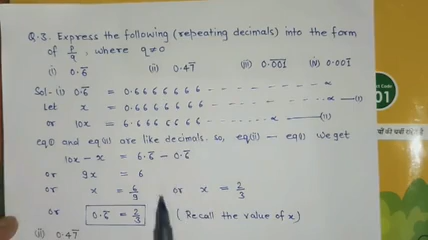 Q.3. Express the following (repeating decimals) into the form
of p/q, where q≠0
(i) 0.6̅ (ii) 0.47̅ (iii) 0.0̅0̅1̅ (iv) 0.001̅
Sol-(i) 0.6̅ = 0.6666666 - - - - - - - - - - ∝
Let x = 0.6666666 - - - - - - - - - - ∝ —(i)
or 10x = 6.6666666 - - - - - - - - - - ∝ —(ii)
eq(i) and eq(ii) are like decimals. so, eq(ii) — eq(i) we get
10x - x = 6.6̅ - 0.6̅
or 9x = 6
or x = 6/9 or x = 2/3
or 0.6̅ = 2/3 (Recall the value of x)
(ii) 0.47̅
01